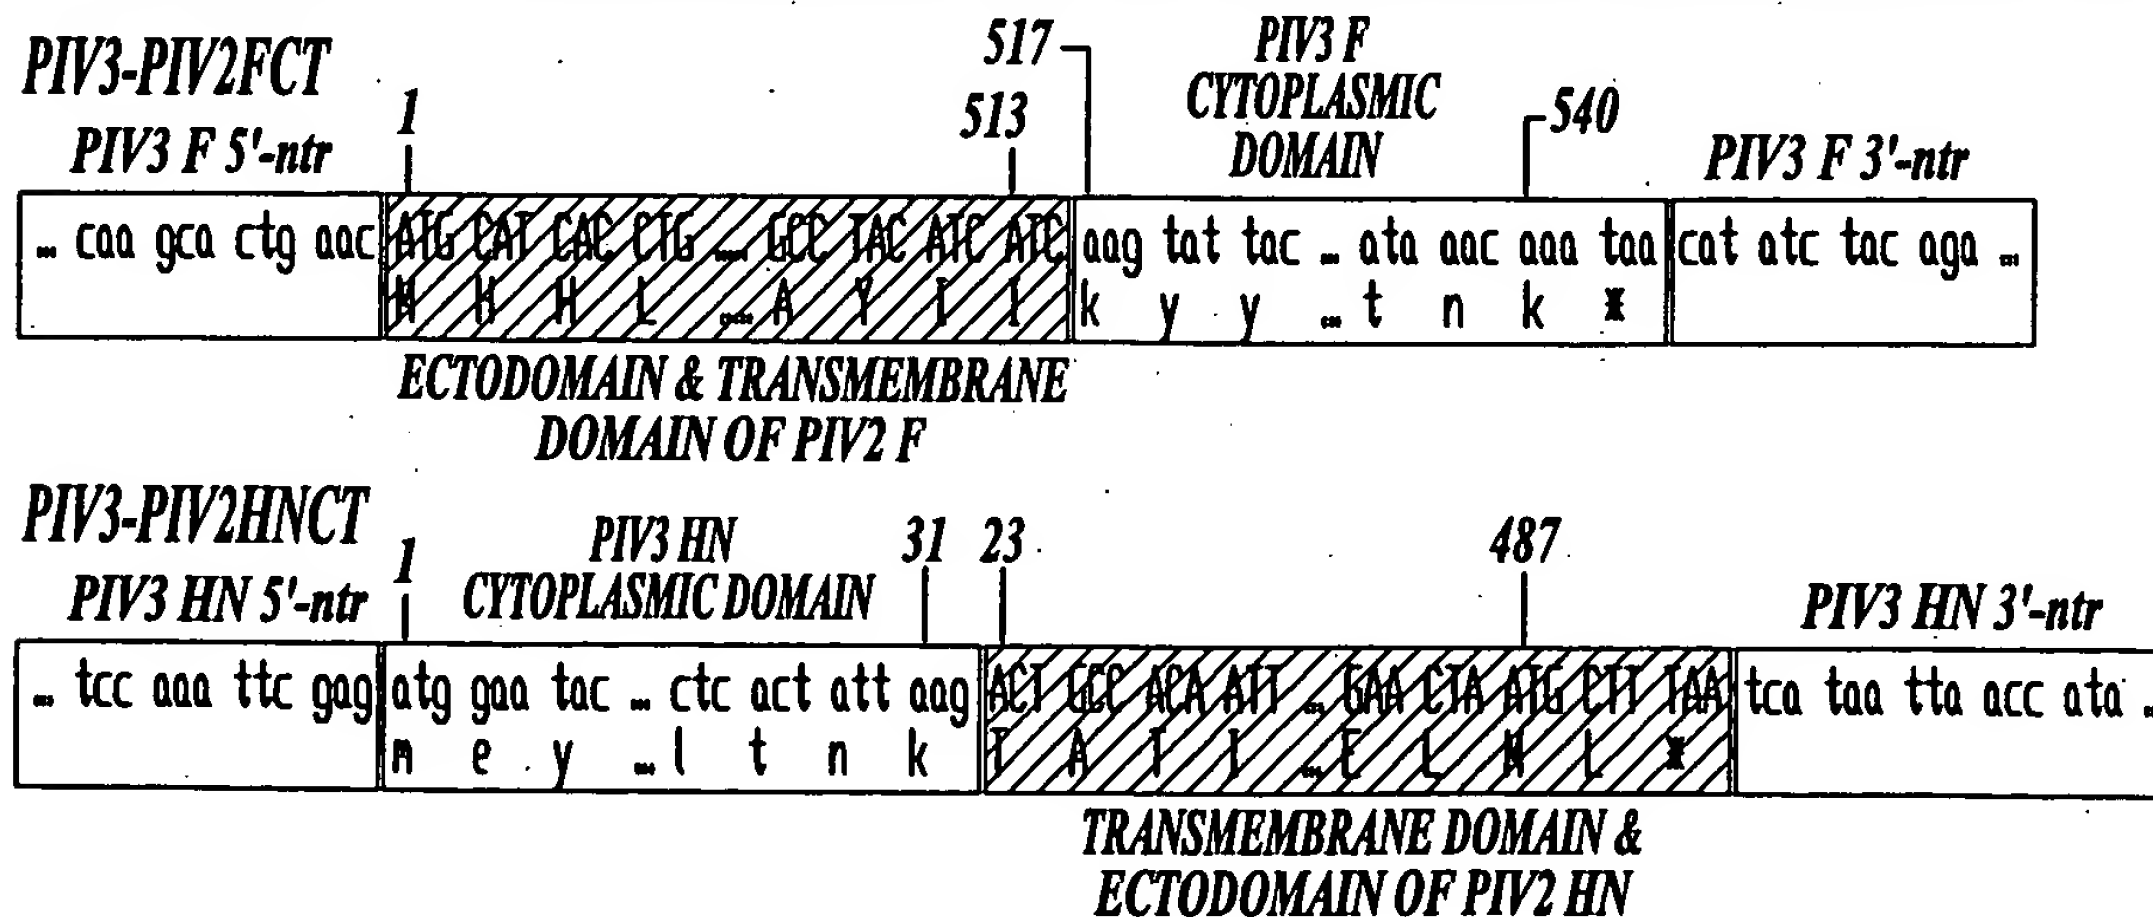 PIV3-PIV2FCT
PIV3 F 5'-ntr
1
513
517
PIV3 F
CYTOPLASMIC
DOMAIN
540
PIV3 F 3'-ntr
... caa gca ctg aac ATG CAT CAC CTG ..... GCC TAC ATC ATC aag tat tac ... ata aac aaa taa cat atc tac aga ...
M H H L ..... A Y I I k y y ... t n k *
ECTODOMAIN & TRANSMEMBRANE
DOMAIN OF PIV2 F
PIV3-PIV2HNCT
PIV3 HN 5'-ntr
1
PIV3 HN
CYTOPLASMIC DOMAIN
31
23
487
PIV3 HN 3'-ntr
... tcc aaa ttc gag atg gaa tac ... ctc act att aag ACT GCC ACA ATT ... GAA CTA ATG CTT TAA tca taa tta acc ata ..
m e y ... l t n k T A T I ... E L M L *
TRANSMEMBRANE DOMAIN &
ECTODOMAIN OF PIV2 HN